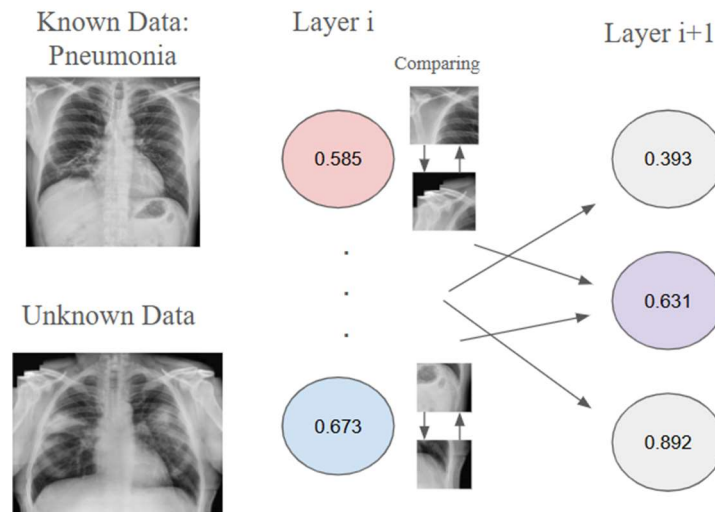 Known Data:
Pneumonia
Layer i
Layer i+1
Comparing
0.585
0.393
0.631
Unknown Data
0.673
0.892